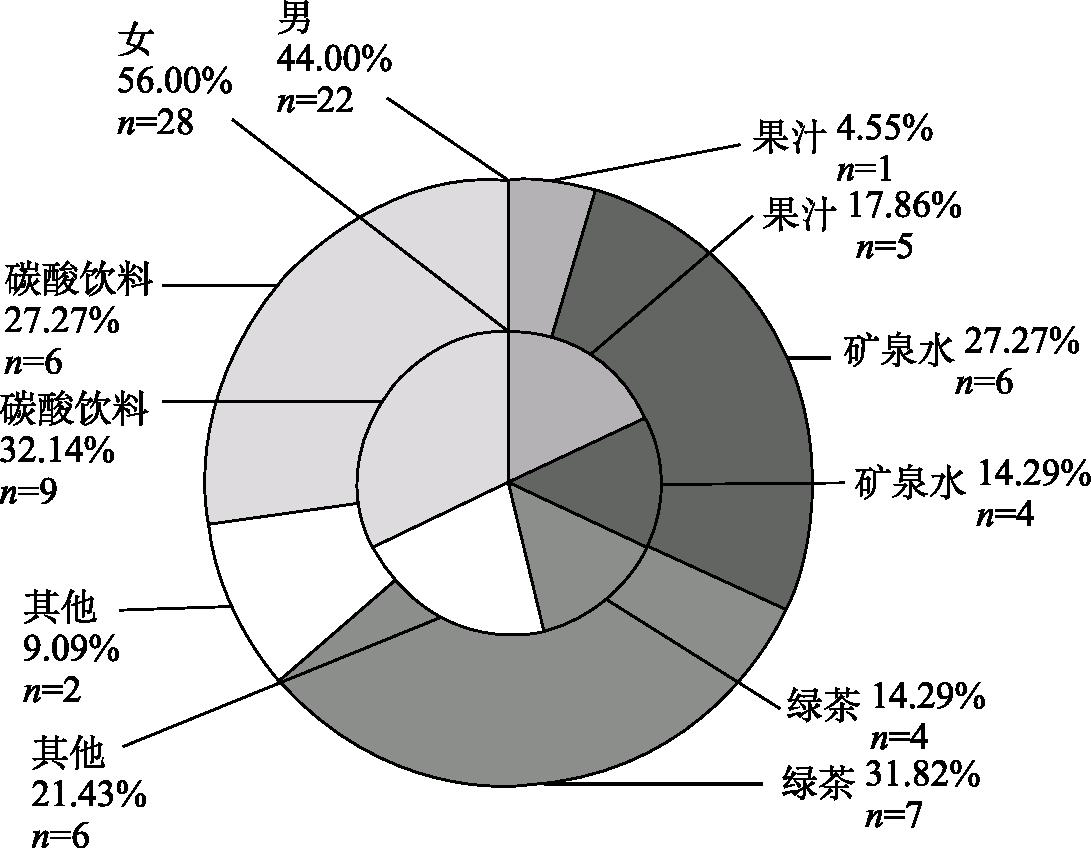 女
56.00%
n=28
男
44.00%
n=22
果汁 4.55%
n=1
果汁 17.86%
n=5
矿泉水 27.27%
n=6
矿泉水 14.29%
n=4
绿茶 14.29%
n=4
绿茶 31.82%
n=7
碳酸饮料
27.27%
n=6
碳酸饮料
32.14%
n=9
其他
9.09%
n=2
其他
21.43%
n=6